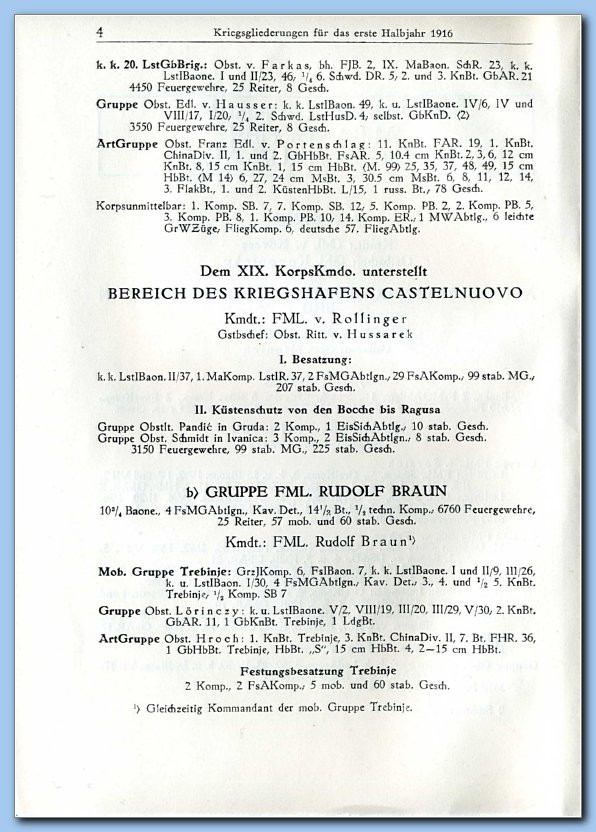 4 Kriegsgliederungen für das erste Halbjahr 1916
k. k. 20. LstGbBrig.: Obst. v. Farkas, bh. FJB. 2, IX. MaBaon. SchR. 23, k. k.
LstIBaone. I und II/23, 46, 1/4 6. Schwd. DR. 5, 2. und 3. KnBt. GbAR. 21
4450 Feuergewehre, 25 Reiter, 8 Gesch.
Gruppe Obst. Edl. v. Hausser: k. k. LstIBaon. 49, k. u. LstIBaone. IV/6, IV und
VIII/17, I/20, 1/4 2. Schwd. LstHusD. 4, selbst. GbKnD. (2)
3550 Feuergewehre, 25 Reiter, 8 Gesch.
ArtGruppe Obst. Franz Edl. v. Portenschlag: 11. KnBt. FAR. 19, 1. KnBt.
ChinaDiv. II, 1. und 2. GbHbBt. FsAR. 5, 10.4 cm KnBt. 2, 3, 6, 12 cm
KnBt. 8, 15 cm KnBt. 1, 15 cm HbBt. (M. 99) 25, 35, 37, 48, 49, 15 cm
HbBt. (M 14) 6, 27, 24 cm MsBt. 3, 30.5 cm MsBt. 6, 8, 11, 12, 14,
3. FlakBt., 1. und 2. KüstenHbBt. L/15, 1 russ. Bt., 78 Gesch.
Korpsunmittelbar: 1. Komp. SB. 7, 7. Komp. SB. 12, 5. Komp. PB. 2, 2. Komp. PB. 5,
3. Komp. PB. 8, 1. Komp. PB. 10, 14. Komp. ER., 1 MWAbtlg., 6 leichte
GrWZüge, FliegKomp. 6, deutsche 57. FliegAbtlg.
Dem XIX. KorpsKmdo. unterstellt
BEREICH DES KRIEGSHAFENS CASTELNUOVO
Kmdt.: FML. v. Rollinger
Gstbschef: Obst. Ritt. v. Hussarek
I. Besatzung:
k. k. LstIBaon. II/37, 1. MaKomp. LstIR. 37, 2 FsMGAbtlgn., 29 FsAKomp., 99 stab. MG.,
207 stab. Gesch.
II. Küstenschutz von den Bocche bis Ragusa
Gruppe Obstlt. Pandić in Gruda: 2 Komp., 1 EisSichAbtlg., 10 stab. Gesch.
Gruppe Obst. Schmidt in Ivanica: 3 Komp., 2 EisSichAbtlgn., 8 stab. Gesch.
3150 Feuergewehre, 99 stab. MG., 225 stab. Gesch.
b) GRUPPE FML. RUDOLF BRAUN
10 3/4 Baone., 4 FsMGAbtlgn., Kav. Det., 14 1/2 Bt., 1/2 techn. Komp., 6760 Feuergewehre,
25 Reiter, 57 mob. und 60 stab. Gesch.
Kmdt.: FML. Rudolf Braun¹)
Mob. Gruppe Trebinje: GrzJKomp. 6, FsIBaon. 7, k. k. LstIBaone. I und II/9, III/26,
k. u. LstIBaon. I/30, 4 FsMGAbtlgn., Kav. Det., 3., 4. und 1/2 5. KnBt.
Trebinje, 1/2 Komp. SB 7
Gruppe Obst. Lörinczy: k. u. LstIBaone. V/2, VIII/19, III/20, III/29, V/30, 2. KnBt.
GbAR. 11, 1 GbKnBt. Trebinje, 1 LdgBt.
ArtGruppe Obst. Hroch: 1. KnBt. Trebinje, 3. KnBt. ChinaDiv. II, 7. Bt. FHR. 36,
1 GbHbBt. Trebinje, HbBt. „S“, 15 cm HbBt. 4, 2—15 cm HbBt.
Festungsbesatzung Trebinje
2 Komp., 2 FsAKomp., 5 mob. und 60 stab. Gesch.
¹) Gleichzeitig Kommandant der mob. Gruppe Trebinje.